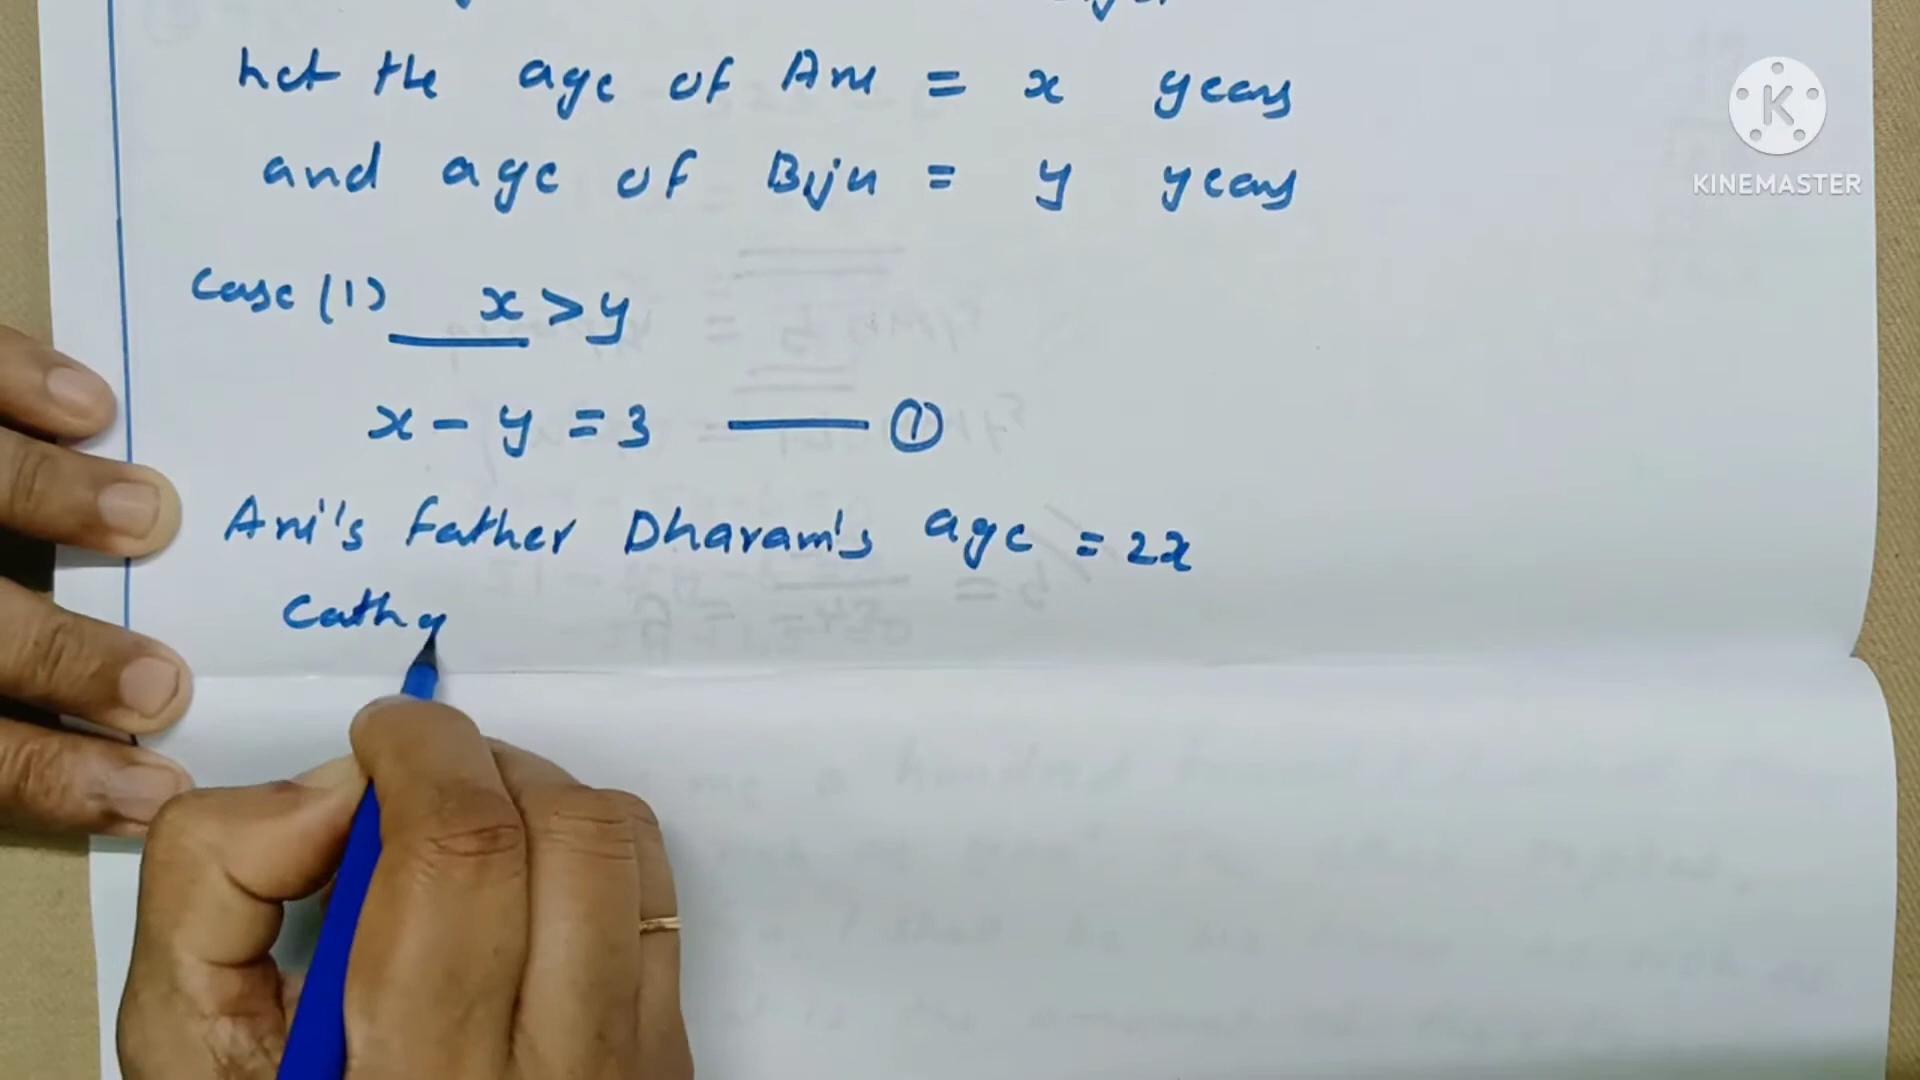 Let the age of Ani = x years
and age of Biju = y years
KINEMASTER
Case (1) x > y
x - y = 3 ——— ①
Ani's father Dharam's age = 2x
Cathy